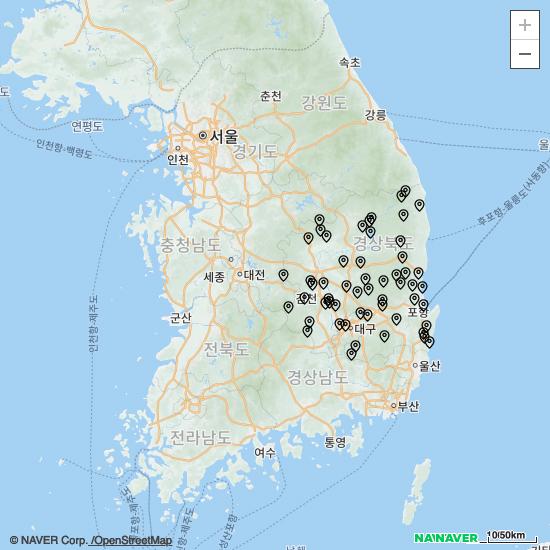 +
−
속초
도
춘천
강원도
강릉
연평도
서울
울
인천항-백령도
인천
경기도
후포항-울릉도(사동항)
충청남도
경상북도
세종
대전
인천항-제주도
김천
군산
포항
대구
전북도
경상남도
울산
부산
전라남도
통영
여수
© NAVER Corp. /OpenStreetMap
NAVER
10/50km